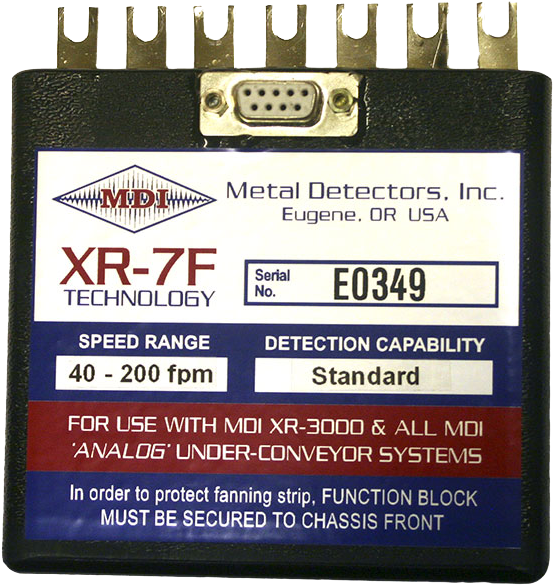 MDI
Metal Detectors, Inc.
Eugene, OR USA
XR-7F
TECHNOLOGY
Serial
No.
E0349
SPEED RANGE
DETECTION CAPABILITY
40 - 200 fpm
Standard
FOR USE WITH MDI XR-3000 & ALL MDI
'ANALOG' UNDER-CONVEYOR SYSTEMS
In order to protect fanning strip, FUNCTION BLOCK
MUST BE SECURED TO CHASSIS FRONT